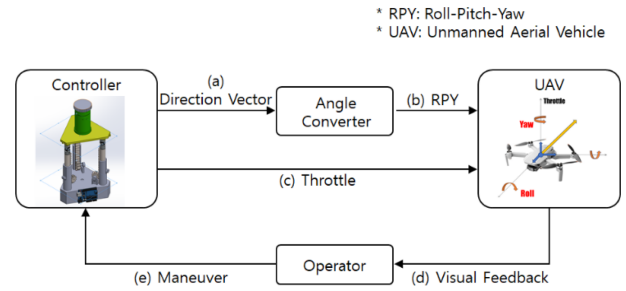 * RPY: Roll-Pitch-Yaw
* UAV: Unmanned Aerial Vehicle
Controller
(a)
Direction Vector
Angle
Converter
(b) RPY
UAV
Throttle
Yaw
Roll
(c) Throttle
(e) Maneuver
Operator
(d) Visual Feedback